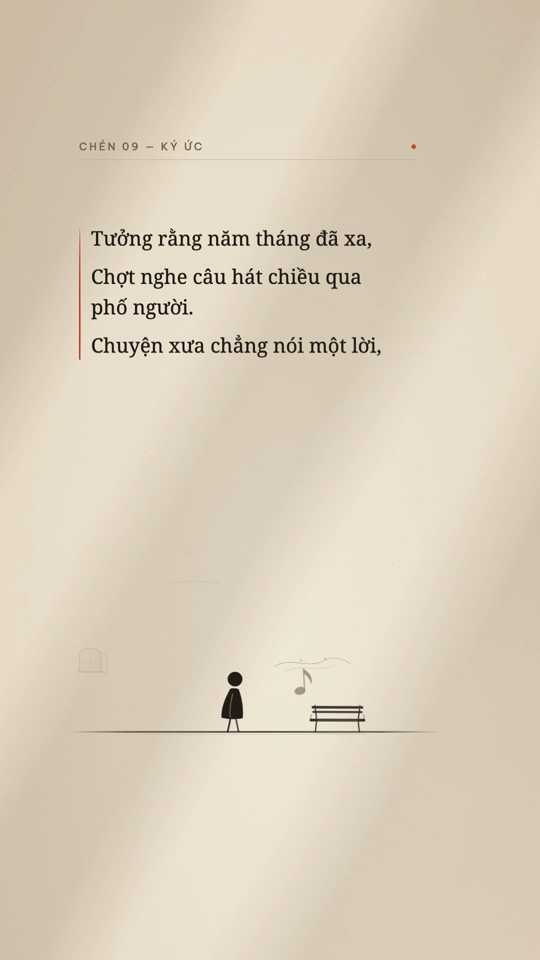 CHÉN 09 – KÝ ỨC
Tưởng rằng năm tháng đã xa,
Chợt nghe câu hát chiều qua
phố người.
Chuyện xưa chẳng nói một lời,